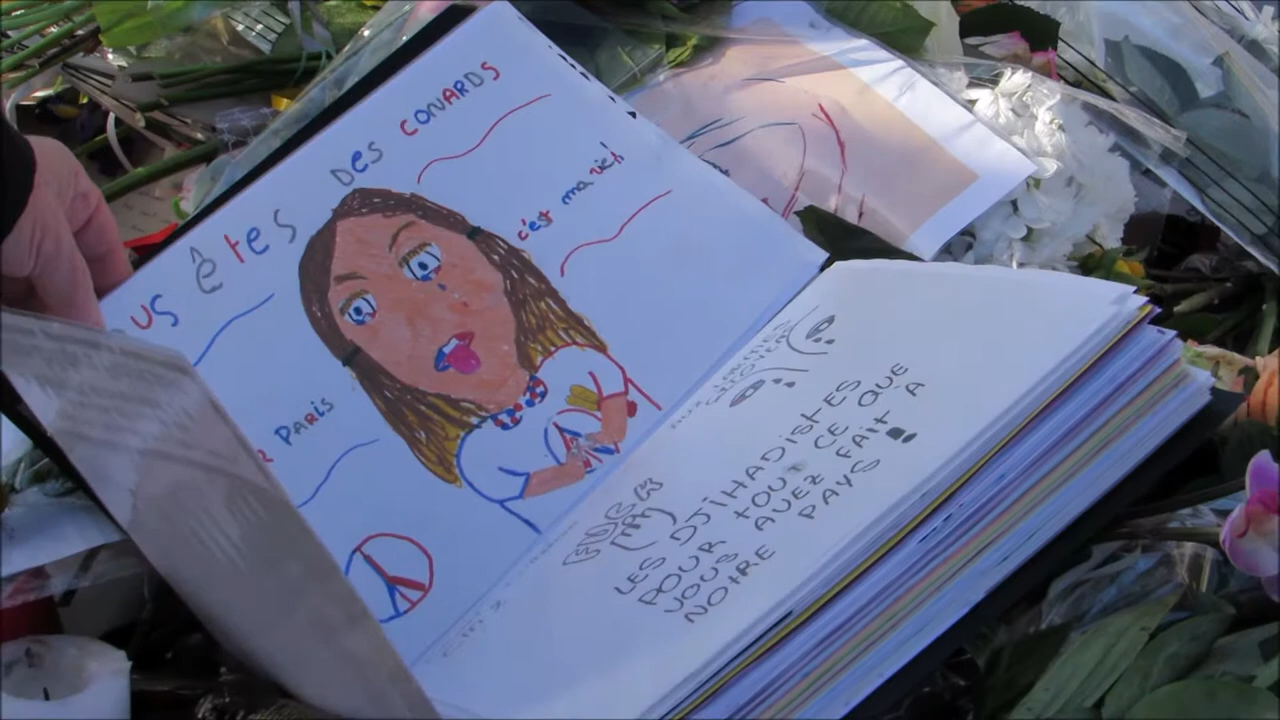 us êtes Des CONARDS
c'est ma vie!
R PARIS
LES DJIHADISTES
POUR TOUT CE QUE
VOUS AVEZ FAIT À
NOTRE PAYS !